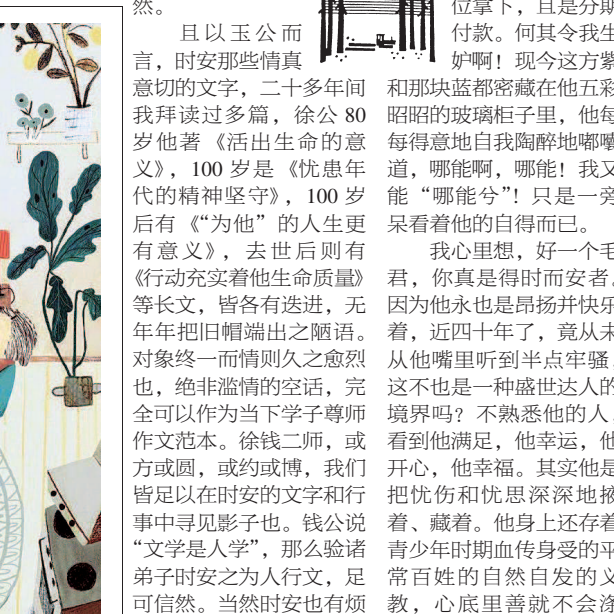 然。
且以玉公而
言，时安那些情真
意切的文字，二十多年间
我拜读过多篇，徐公 80
岁他著《活出生命的意
义》，100 岁是《忧患年
代的精神坚守》，100 岁
后有《“为他”的人生更
有意义》，去世后则有
《行动充实着他生命质量》
等长文，皆各有迭进，无
年年把旧帽端出之陋语。
对象终一而情则久之愈烈
也，绝非滥情的空话，完
全可以作为当下学子尊师
作文范本。徐钱二师，或
方或圆，或约或博，我们
皆足以在时安的文字和行
事中寻见影子也。钱公说
“文学是人学”，那么验诸
弟子时安之为人行文，足
可信然。当然时安也有烦
位拿下，且是分期
付款。何其令我生
妒啊！现今这方紫
和那块蓝都密藏在他五彩
昭昭的玻璃柜子里，他每
每得意地自我陶醉地嘟囔
道，哪能啊，哪能！我又
能“哪能兮”！只是一旁
呆看着他的自得而已。
我心里想，好一个毛
君，你真是得时而安者。
因为他永也是昂扬并快乐
着，近四十年了，竟从未
从他嘴里听到半点牢骚，
这不也是一种盛世达人的
境界吗？不熟悉他的人，
看到他满足，他幸运，他
开心，他幸福。其实他是
把忧伤和忧思深深地掖
着、藏着。他身上还存着
青少年时期血传身受的平
常百姓的自然自发的义
教，心底里善就不会泛